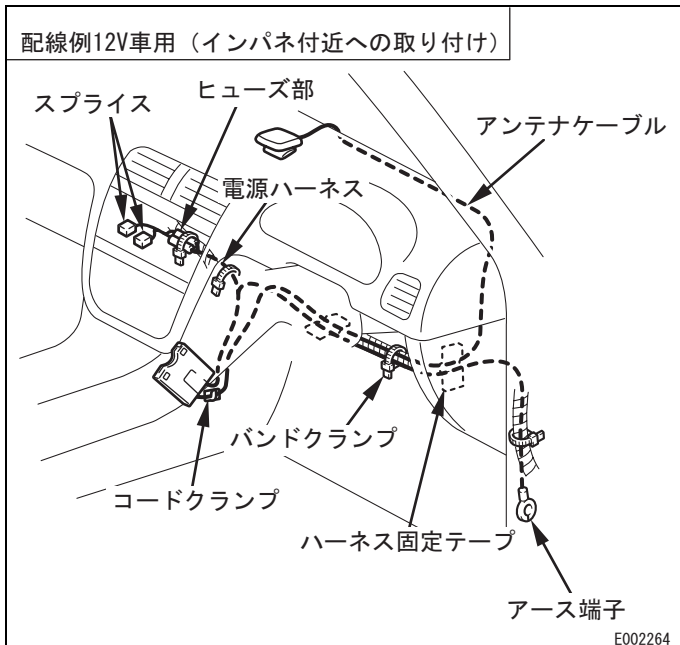 配線例12V車用（インパネ付近への取り付け）
ヒューズ部
スプライス
アンテナケーブル
電源ハーネス
バンドクランプ
コードクランプ
ハーネス固定テープ
アース端子
E002264